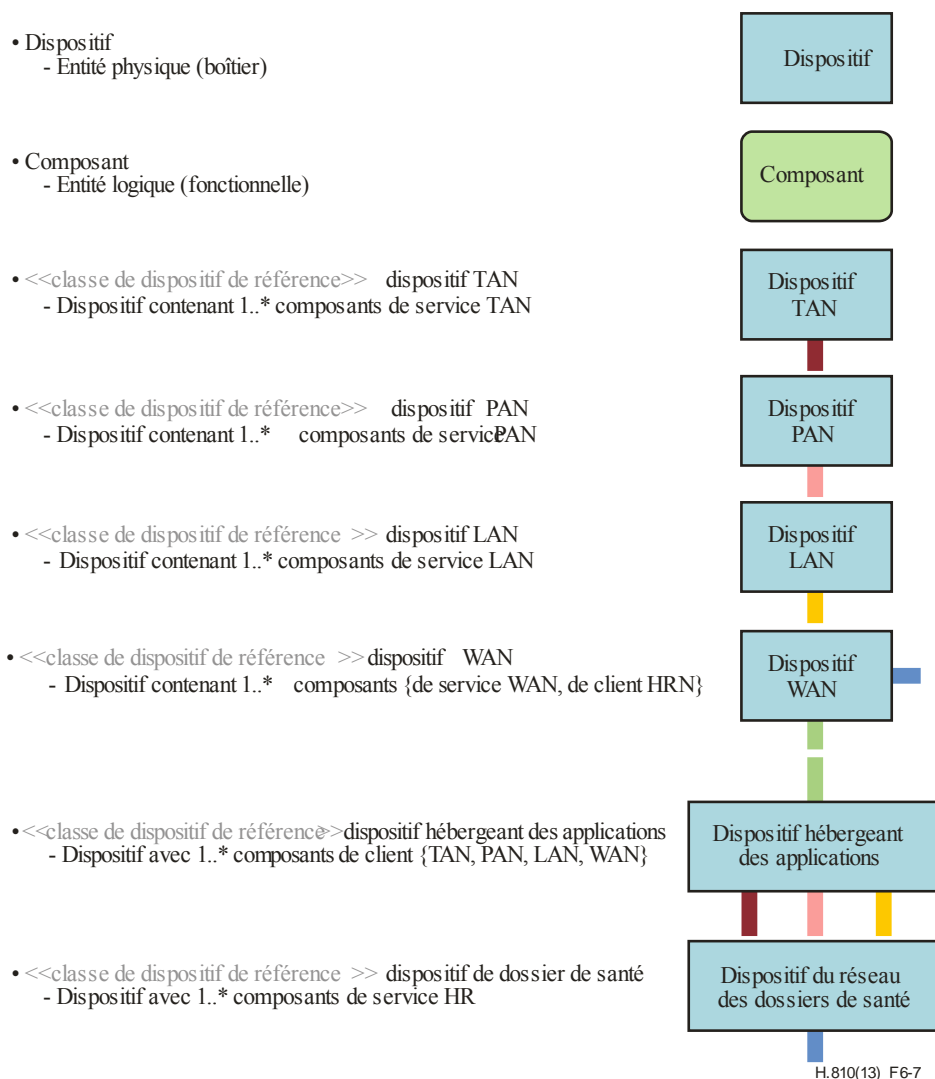 • Dispositif
- Entité physique (boîtier)
Dispositif
• Composant
- Entité logique (fonctionnelle)
Composant
• <<classe de dispositif de référence>> dispositif TAN
- Dispositif contenant 1..* composants de service TAN
Dispositif
TAN
• <<classe de dispositif de référence>> dispositif PAN
- Dispositif contenant 1..* composants de service PAN
Dispositif
PAN
• <<classe de dispositif de référence >> dispositif LAN
- Dispositif contenant 1..* composants de service LAN
Dispositif
LAN
• <<classe de dispositif de référence >> dispositif WAN
- Dispositif contenant 1..* composants {de service WAN, de client HRN}
Dispositif
WAN
• <<classe de dispositif de référence>> dispositif hébergeant des applications
- Dispositif avec 1..* composants de client {TAN, PAN, LAN, WAN}
Dispositif hébergeant
des applications
• <<classe de dispositif de référence >> dispositif de dossier de santé
- Dispositif avec 1..* composants de service HR
Dispositif du réseau
des dossiers de santé
H.810(13)_F6-7